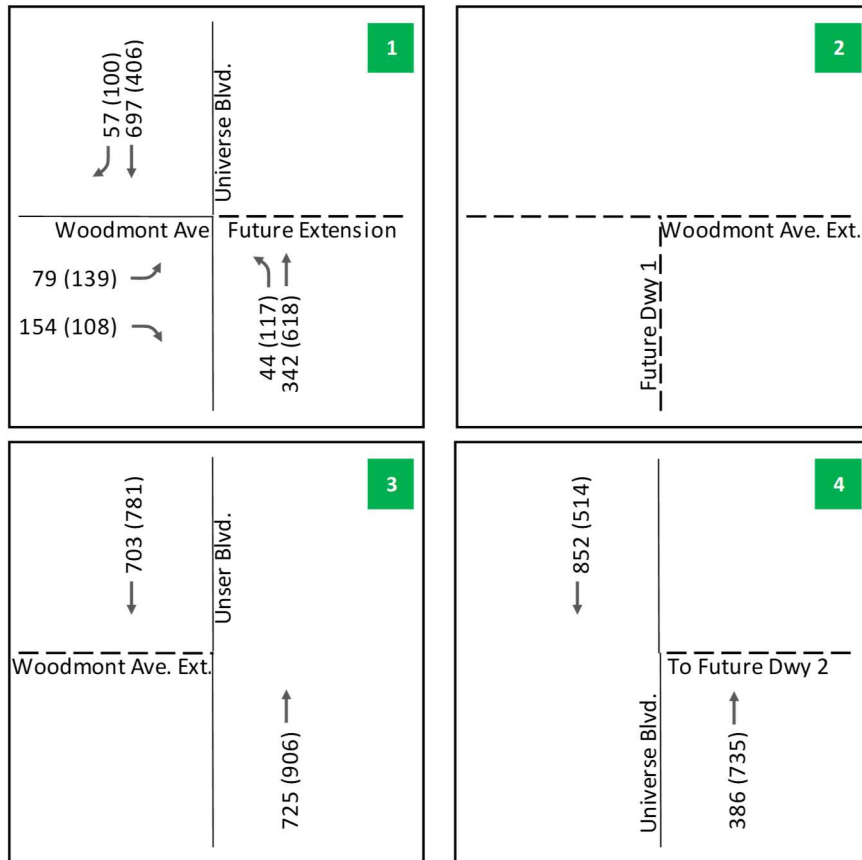 1
57 (100)
697 (406)
Universe Blvd.
Woodmont Ave
Future Extension
79 (139)
154 (108)
44 (117)
342 (618)
2
Woodmont Ave. Ext.
Future Dwy 1
3
703 (781)
Unser Blvd.
Woodmont Ave. Ext.
725 (906)
4
852 (514)
To Future Dwy 2
Universe Blvd.
386 (735)